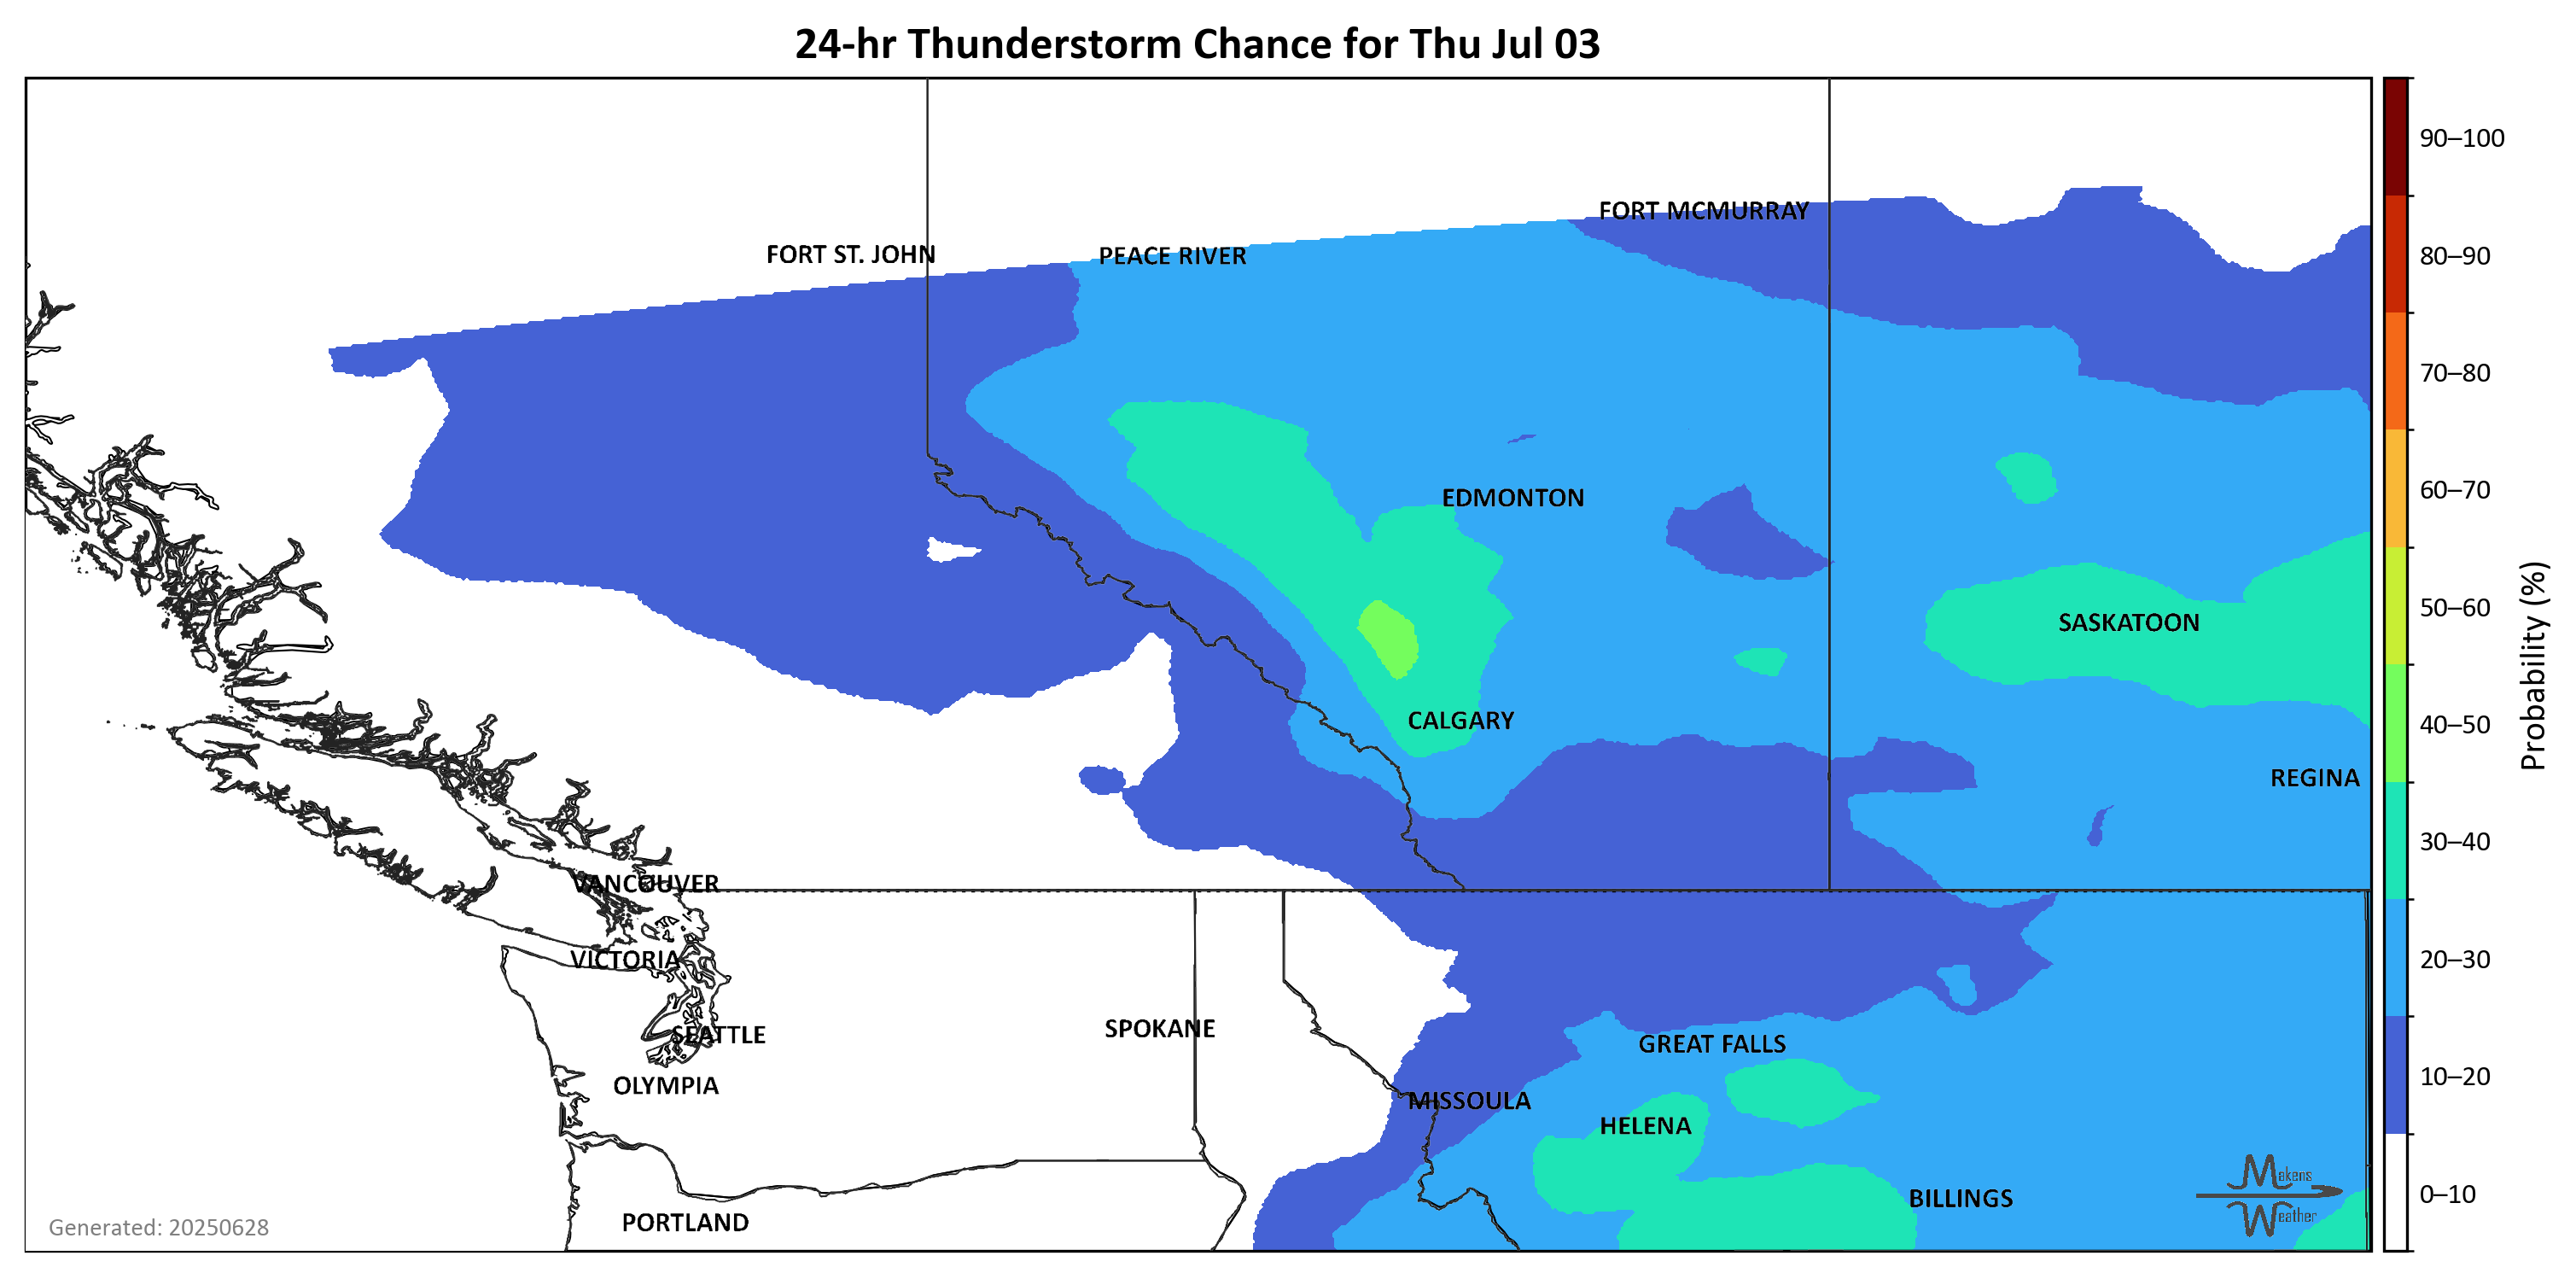 24-hr Thunderstorm Chance for Thu Jul 03
FORT MCMURRAY
FORT ST. JOHN
PEACE RIVER
EDMONTON
SASKATOON
CALGARY
REGINA
VANCOUVER
VICTORIA
SEATTLE
SPOKANE
GREAT FALLS
OLYMPIA
MISSOULA
HELENA
BILLINGS
PORTLAND
Generated: 20250628
Makens
Weather
90–100
80–90
70–80
60–70
50–60
40–50
30–40
20–30
10–20
0–10
Probability (%)